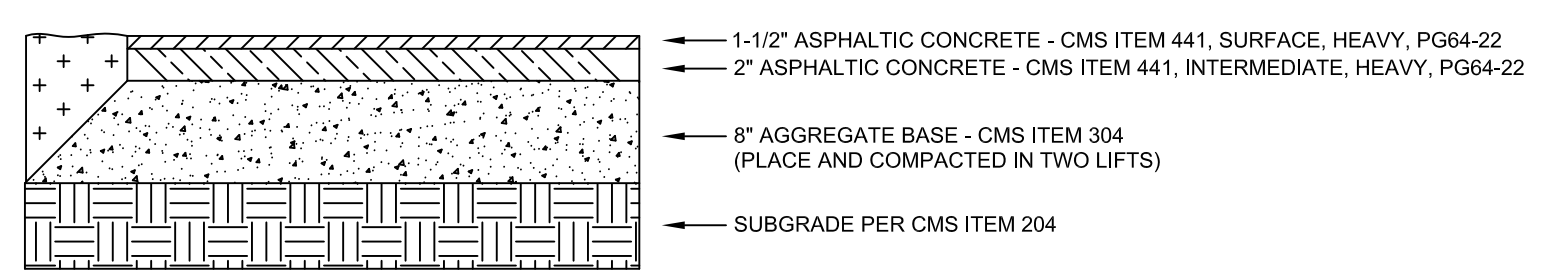 1-1/2" ASPHALTIC CONCRETE - CMS ITEM 441, SURFACE, HEAVY, PG64-22
2" ASPHALTIC CONCRETE - CMS ITEM 441, INTERMEDIATE, HEAVY, PG64-22
8" AGGREGATE BASE - CMS ITEM 304
(PLACE AND COMPACTED IN TWO LIFTS)
SUBGRADE PER CMS ITEM 204